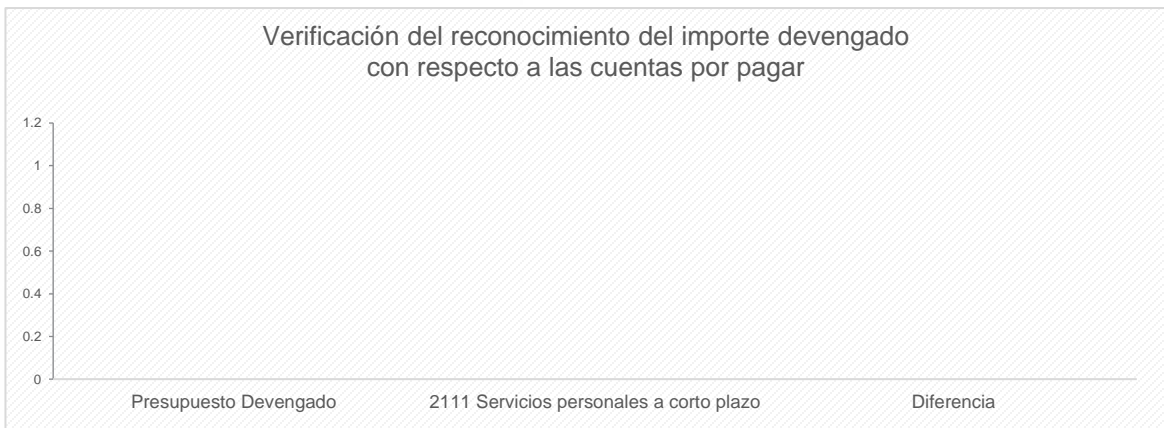 Verificación del reconocimiento del importe devengado
con respecto a las cuentas por pagar
1.2
1
0.8
0.6
0.4
0.2
0
Presupuesto Devengado 2111 Servicios personales a corto plazo Diferencia